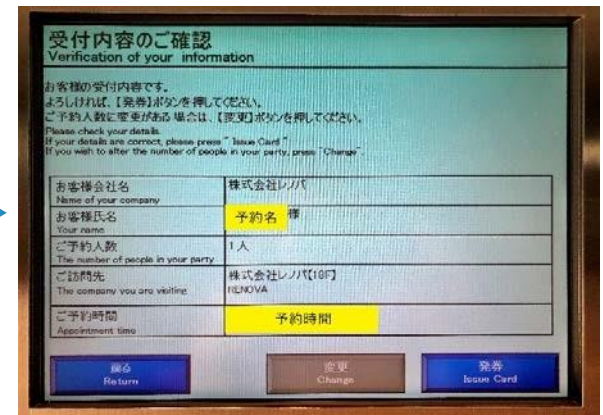 受付内容のご確認
Verification of your information
お客様の受付内容です。
よろしければ、【発券】ボタンを押してください。
ご予約人数に変更がある場合は、【変更】ボタンを押してください。
Please check your details.
If your details are correct, please press " Issue Card ".
If you wish to alter the number of people in your party, press "Change".
お客様会社名
Name of your company
株式会社レノバ
お客様氏名
Your name
予約名 様
ご予約人数
The number of people in your party
1人
ご訪問先
The company you are visiting
株式会社レノバ【18F】
RENOVA
ご予約時間
Appointment time
予約時間
戻る
Return
変更
Change
発券
Issue Card